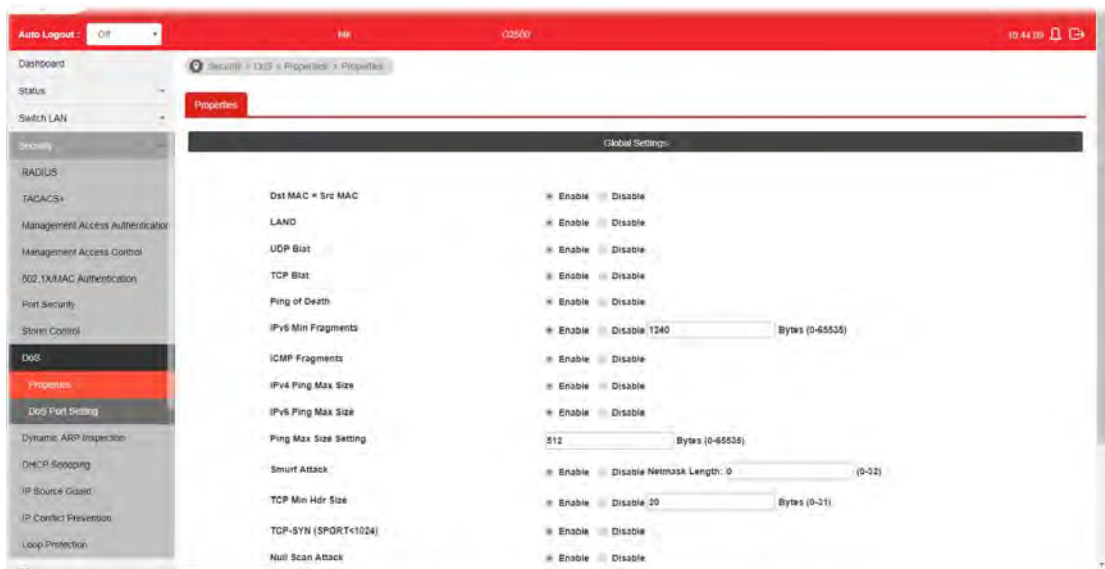 Auto Logout : Off 10:44:09
Dashboard
Security » DoS » Properties » Properties
Status
Switch LAN
Properties
Security
Global Settings
RADIUS
TACACS+
Management Access Authentication
Management Access Control
802.1X/MAC Authentication
Port Security
Storm Control
DoS
Properties
DoS Port Setting
Dynamic ARP Inspection
DHCP Snooping
IP Source Guard
IP Conflict Prevention
Loop Protection
Dst MAC = Src MAC Enable Disable
LAND Enable Disable
UDP Blat Enable Disable
TCP Blat Enable Disable
Ping of Death Enable Disable
IPv6 Min Fragments Enable Disable 1240 Bytes (0-65535)
ICMP Fragments Enable Disable
IPv4 Ping Max Size Enable Disable
IPv6 Ping Max Size Enable Disable
Ping Max Size Setting 512 Bytes (0-65535)
Smurf Attack Enable Disable Netmask Length: 0 (0-32)
TCP Min Hdr Size Enable Disable 20 Bytes (0-31)
TCP-SYN (SPORT<1024) Enable Disable
Null Scan Attack Enable Disable